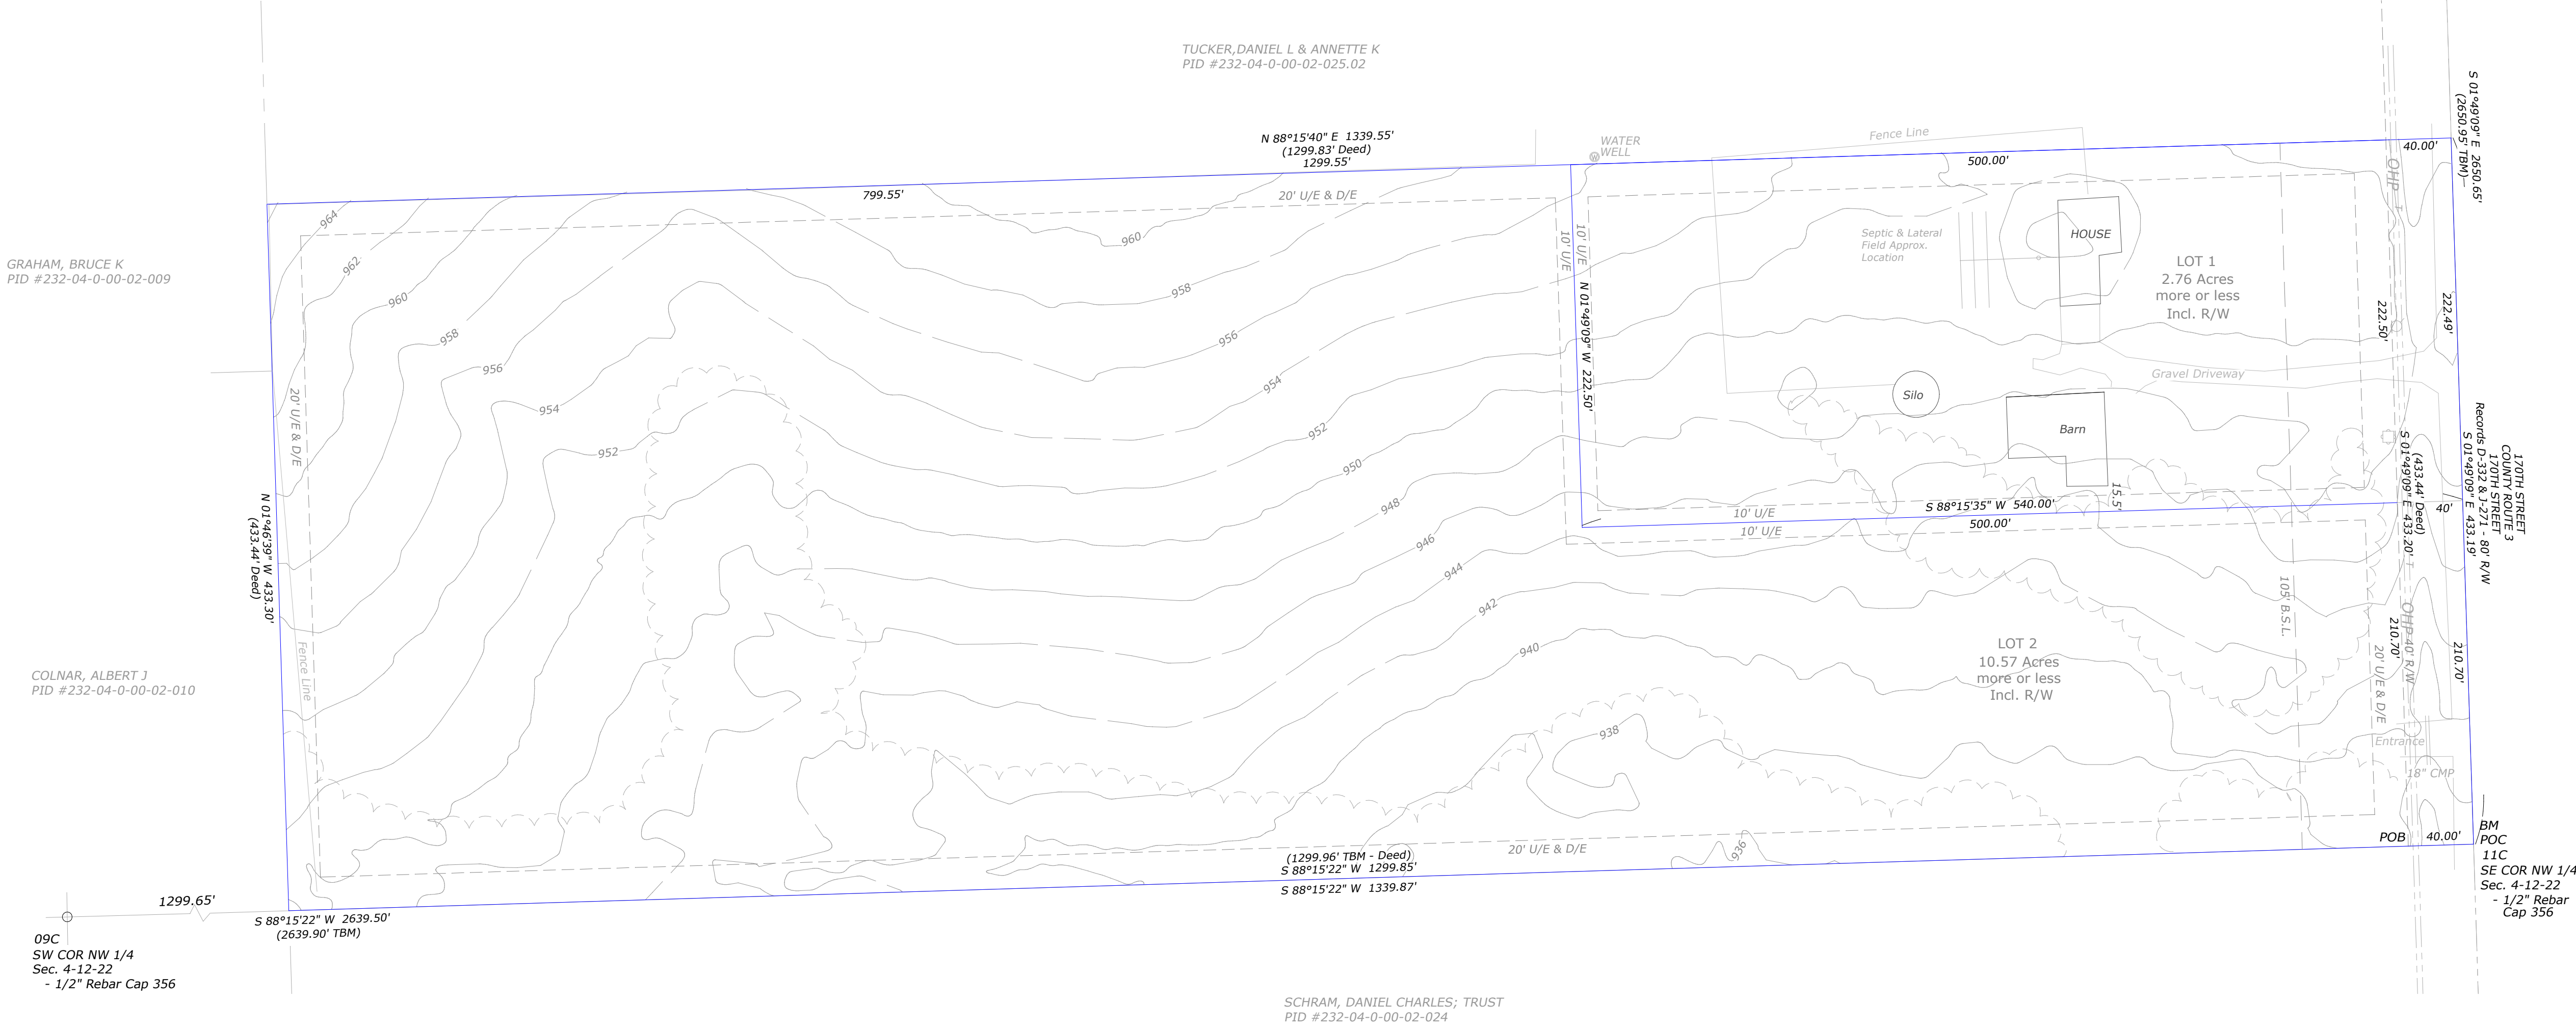 TUCKER,DANIEL L & ANNETTE K
PID #232-04-0-00-02-025.02
S 01°49'09" E  2650.65'
(2650.95' TBM)
N 88°15'40" E  1339.55'
(1299.83' Deed)
1299.55'
WATER
WELL
Fence Line
500.00'
40.00'
OHP
T
799.55'
20' U/E & D/E
964
962
960
958
956
954
952
960
958
956
954
952
950
948
946
944
942
940
938
936
GRAHAM, BRUCE K
PID #232-04-0-00-02-009
20' U/E & D/E
10' U/E
10' U/E
N 01°49'09" W  222.50'
Septic & Lateral
Field Approx.
Location
HOUSE
LOT 1
2.76 Acres
more or less
Incl. R/W
222.50'
222.49'
Gravel Driveway
Silo
Barn
15.5'
S 88°15'35" W  540.00'
500.00'
40'
10' U/E
10' U/E
S 01°49'09" E  433.20'
(433.44' Deed)
T
S 01°49'09" E  433.19'
Records D-332 & J-271 - 80' R/W
170TH STREET
COUNTY ROUTE 3
170TH STREET
N 01°46'39" W  433.30'
(433.44' Deed)
Fence Line
COLNAR, ALBERT J
PID #232-04-0-00-02-010
LOT 2
10.57 Acres
more or less
Incl. R/W
105' B.S.L.
210.70'
OHP
40' R/W
20' U/E & D/E
210.70'
Entrance
18" CMP
POB
40.00'
BM
POC
11C
SE COR NW 1/4
Sec. 4-12-22
- 1/2" Rebar
Cap 356
20' U/E & D/E
(1299.96' TBM - Deed)
S 88°15'22" W  1299.85'
S 88°15'22" W  1339.87'
1299.65'
S 88°15'22" W  2639.50'
(2639.90' TBM)
09C
SW COR NW 1/4
Sec. 4-12-22
- 1/2" Rebar Cap 356
SCHRAM, DANIEL CHARLES; TRUST
PID #232-04-0-00-02-024